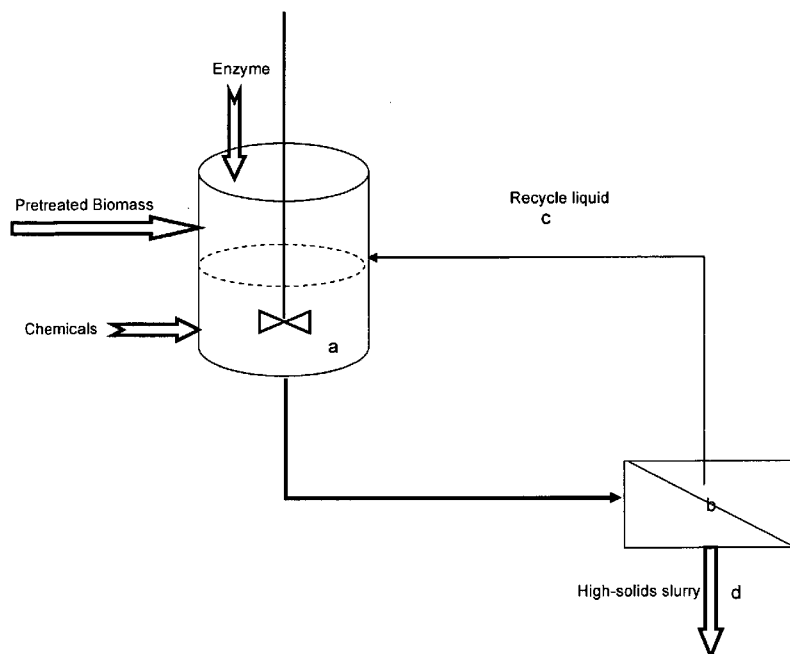 Enzyme
Pretreated Biomass
Recycle liquid
c
Chemicals
a
b
High-solids slurry d